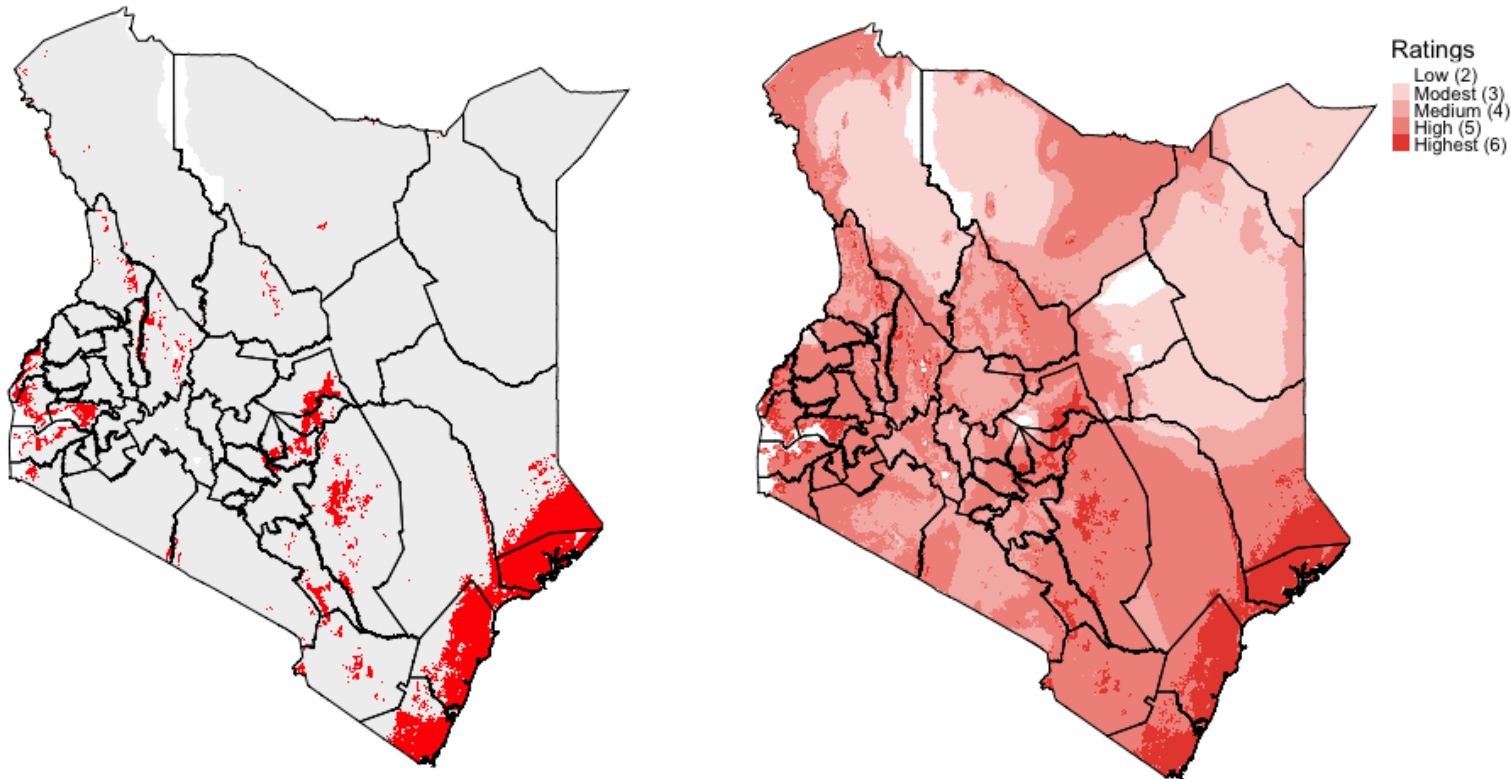 Ratings
Low (2)
Modest (3)
Medium (4)
High (5)
Highest (6)